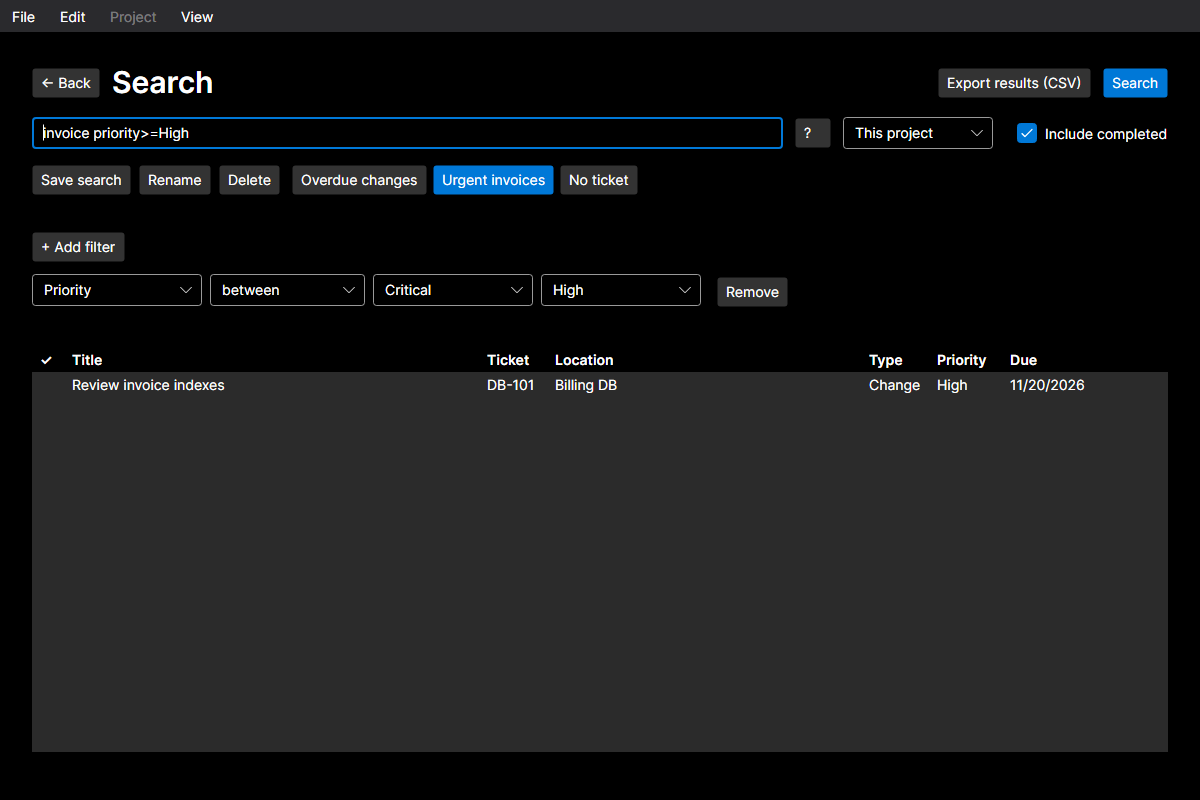 File Edit Project View
← Back Search Export results (CSV) Search
invoice priority>=High ? This project Include completed
Save search Rename Delete Overdue changes Urgent invoices No ticket
+ Add filter
Priority between Critical High Remove
Title Ticket Location Type Priority Due
Review invoice indexes DB-101 Billing DB Change High 11/20/2026